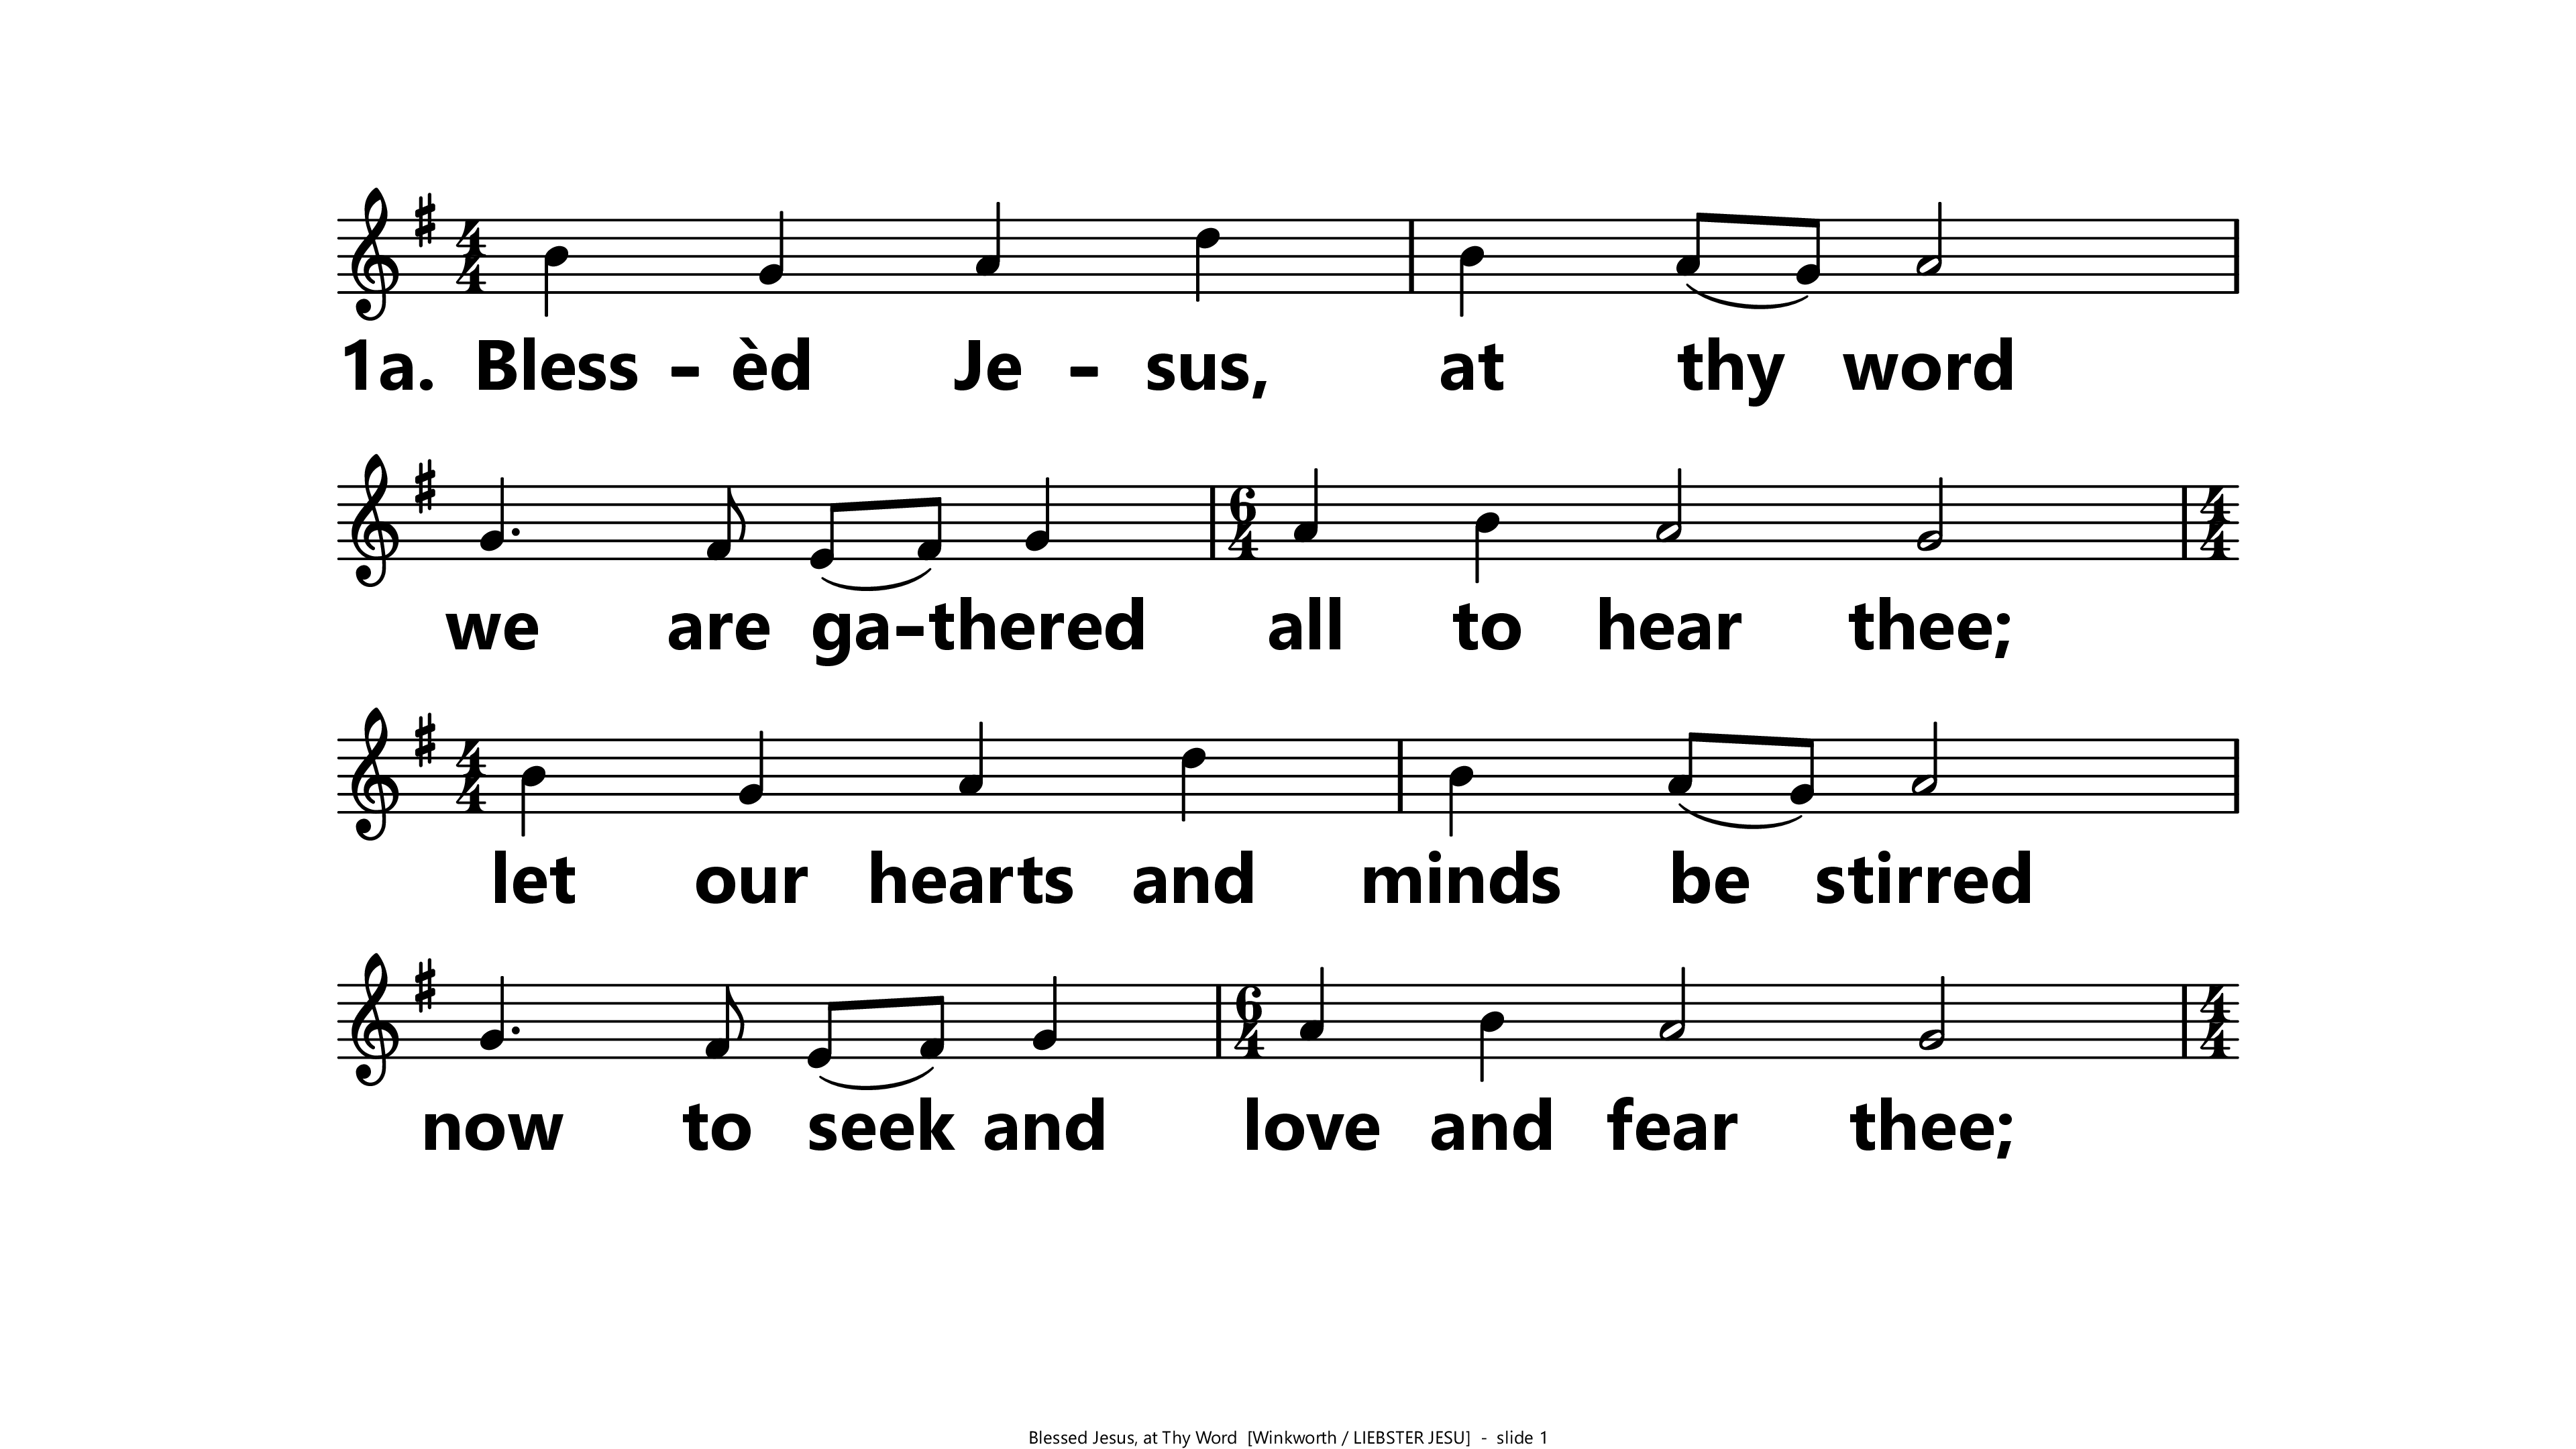 1a. Bless - èd Je - sus, at thy word
we are ga-thered all to hear thee;
let our hearts and minds be stirred
now to seek and love and fear thee;
Blessed Jesus, at Thy Word [Winkworth / LIEBSTER JESU] - slide 1